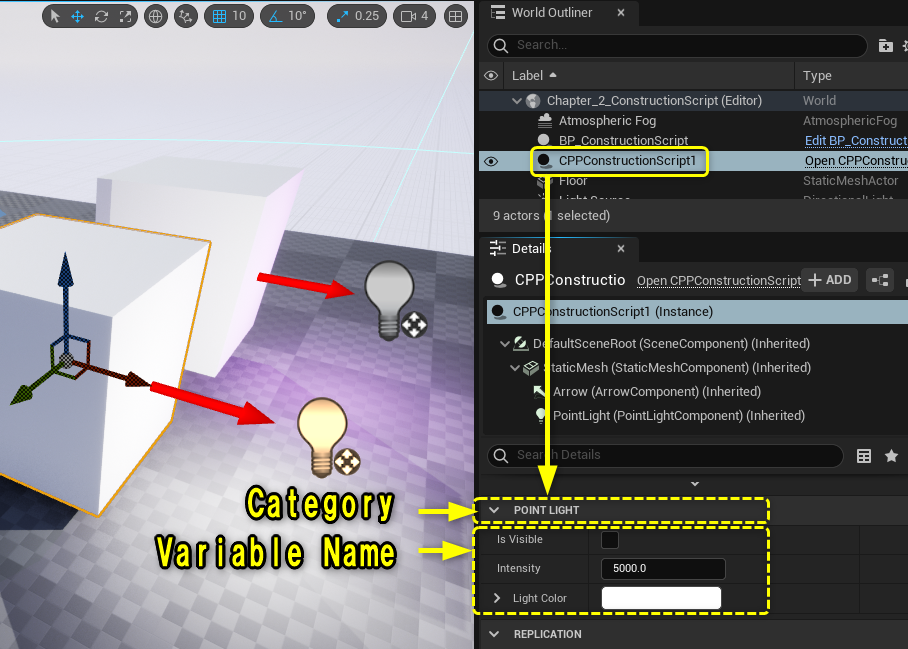 10 10° 0.25 4
World Outliner
Search...
Label Type
Chapter_2_ConstructionScript (Editor) World
Atmospheric Fog AtmosphericFog
BP_ConstructionScript Edit BP_Construct
CPPConstructionScript1 Open CPPConstru
Floor StaticMeshActor
Light Source DirectionalLight
9 actors (1 selected)
Details
CPPConstructio Open CPPConstructionScript ADD
CPPConstructionScript1 (Instance)
DefaultSceneRoot (SceneComponent) (Inherited)
StaticMesh (StaticMeshComponent) (Inherited)
Arrow (ArrowComponent) (Inherited)
PointLight (PointLightComponent) (Inherited)
Search Details
Category
POINT LIGHT
Variable Name
Is Visible
Intensity 5000.0
Light Color
REPLICATION